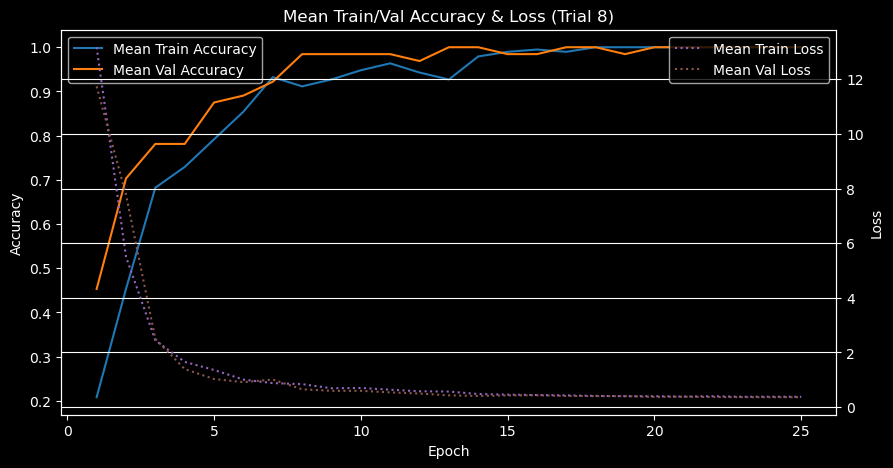 Mean Train/Val Accuracy & Loss (Trial 8)
Mean Train Accuracy
Mean Val Accuracy
Mean Train Loss
Mean Val Loss
1.0
0.9
0.8
0.7
0.6
0.5
0.4
0.3
0.2
Accuracy
12
10
8
6
4
2
0
Loss
0
5
10
15
20
25
Epoch